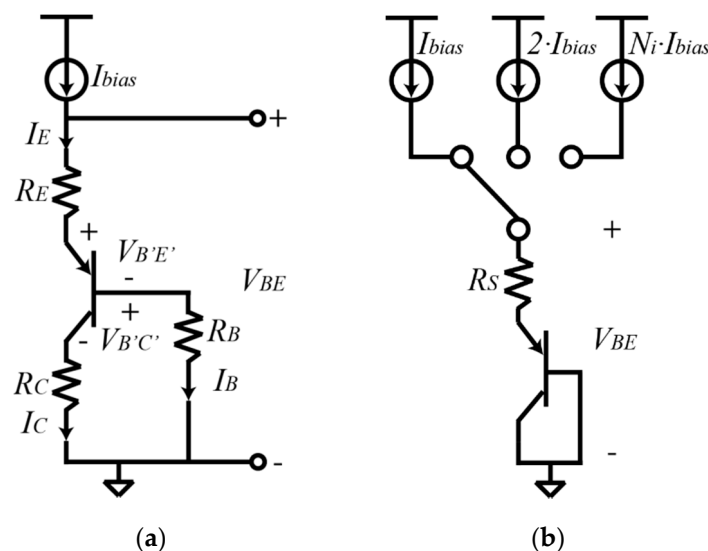 Ibias
IE
+
RE
+
VB'E'
-
+
VB'C'
-
VBE
RB
RC
IB
IC
-
(a)
Ibias
2·Ibias
Ni·Ibias
+
RS
VBE
-
(b)